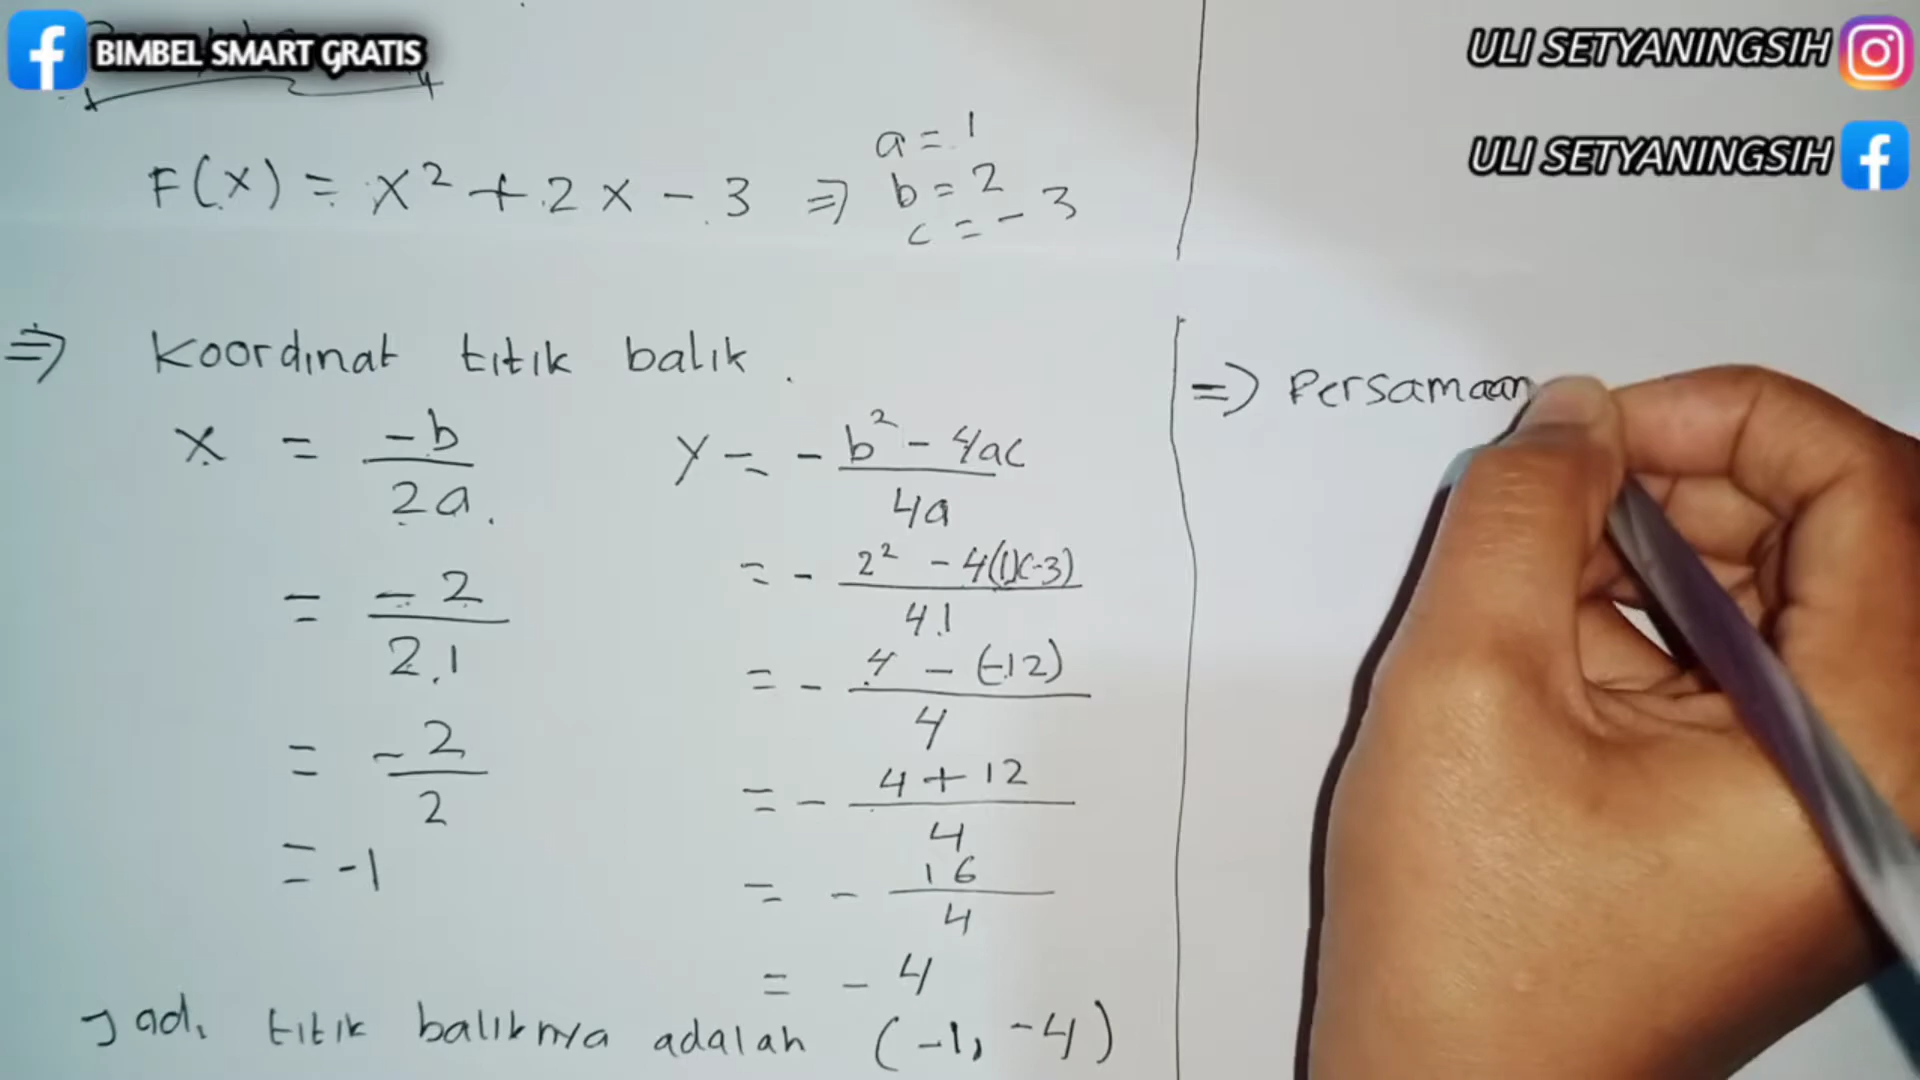 BIMBEL SMART GRATIS
ULI SETYANINGSIH
ULI SETYANINGSIH
F(x) = x² + 2x - 3 ⇒ a = 1
b = 2
c = -3
⇒ Koordinat titik balik.
x = -b/2a
= -2/2.1
= -2/2
= -1
y = - b² - 4ac/4a
= - 2² - 4(1)(-3)/4.1
= - 4 - (-12)/4
= - 4 + 12/4
= - 16/4
= - 4
Jadi titik baliknya adalah (-1, -4)
⇒ Persamaan